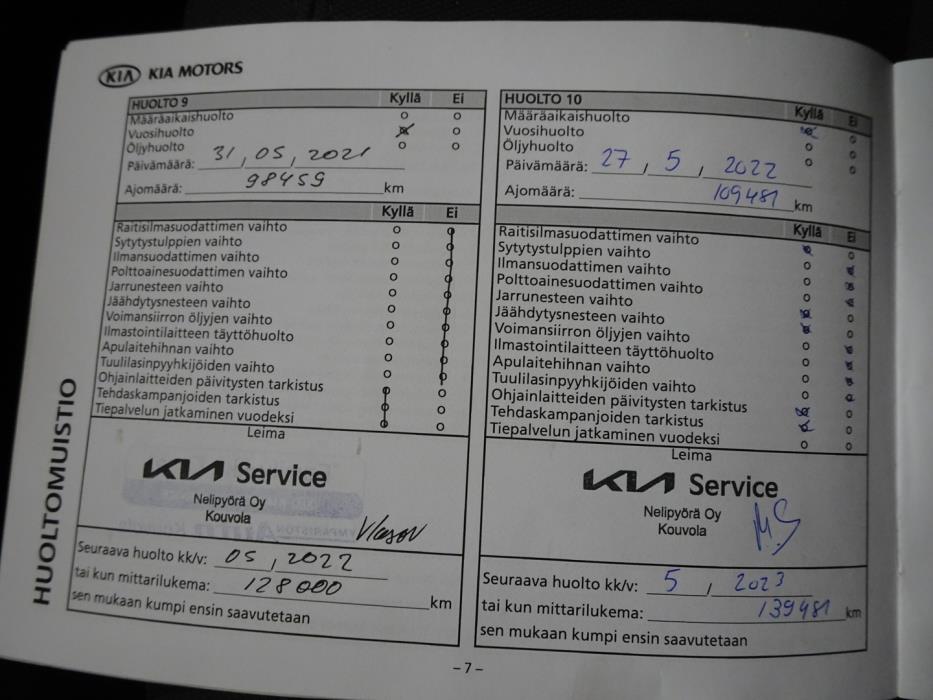 KIA KIA MOTORS
HUOLTO 9 Kyllä Ei
Määräaikaishuolto
Vuosihuolto
Öljyhuolto
Päivämäärä: 31, 05, 2021
Ajomäärä: 98459 km
Kyllä Ei
Raitisilmasuodattimen vaihto
Sytytystulppien vaihto
Ilmansuodattimen vaihto
Polttoainesuodattimen vaihto
Jarrunesteen vaihto
Jäähdytysnesteen vaihto
Voimansiirron öljyjen vaihto
Ilmastointilaitteen täyttöhuolto
Apulaitehihnan vaihto
Tuulilasinpyyhkijöiden vaihto
Ohjainlaitteiden päivitysten tarkistus
Tehdaskampanjoiden tarkistus
Tiepalvelun jatkaminen vuodeksi
Leima
KIA Service
Nelipyörä Oy
Kouvola
Seuraava huolto kk/v: 05, 2022
tai kun mittarilukema: 128000 km
sen mukaan kumpi ensin saavutetaan
HUOLTO 10 Kyllä Ei
Määräaikaishuolto
Vuosihuolto
Öljyhuolto
Päivämäärä: 27, 5, 2022
Ajomäärä: 109481 km
Kyllä Ei
Raitisilmasuodattimen vaihto
Sytytystulppien vaihto
Ilmansuodattimen vaihto
Polttoainesuodattimen vaihto
Jarrunesteen vaihto
Jäähdytysnesteen vaihto
Voimansiirron öljyjen vaihto
Ilmastointilaitteen täyttöhuolto
Apulaitehihnan vaihto
Tuulilasinpyyhkijöiden vaihto
Ohjainlaitteiden päivitysten tarkistus
Tehdaskampanjoiden tarkistus
Tiepalvelun jatkaminen vuodeksi
Leima
KIA Service
Nelipyörä Oy
Kouvola
MS
Seuraava huolto kk/v: 5, 2023
tai kun mittarilukema: 139481 km
sen mukaan kumpi ensin saavutetaan
HUOLTOMUISTIO
– 7 –